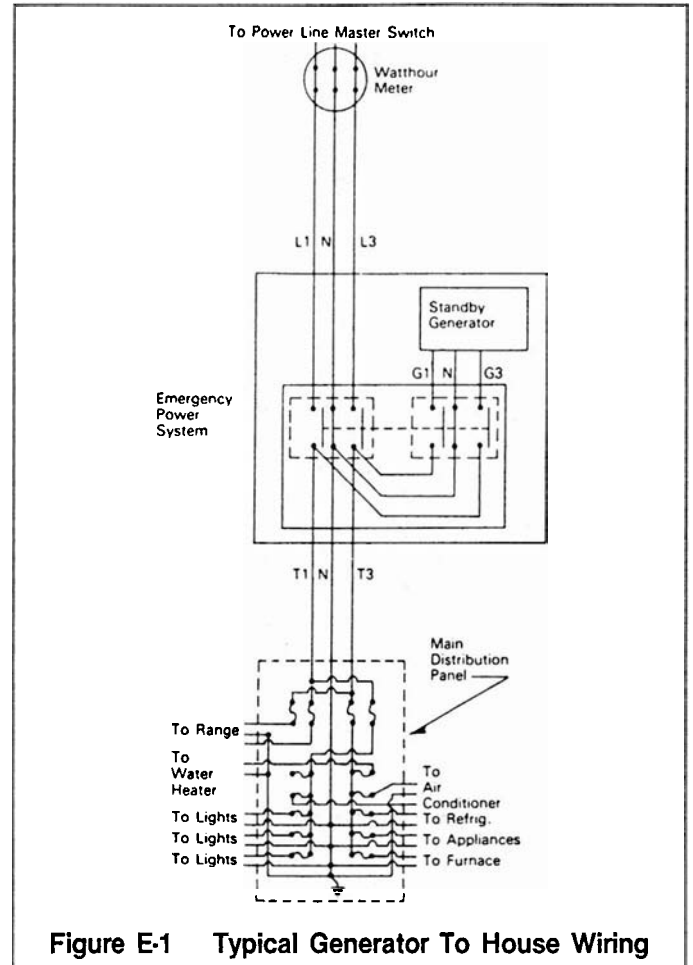 To Power Line Master Switch
Watthour
Meter
L1 N L3
Standby
Generator
G1 N G3
Emergency
Power
System
T1 N T3
Main
Distribution
Panel
To Range
To
Water
Heater
To
Air
Conditioner
To Lights
To Refrig.
To Lights
To Appliances
To Lights
To Furnace
Figure E-1 Typical Generator To House Wiring